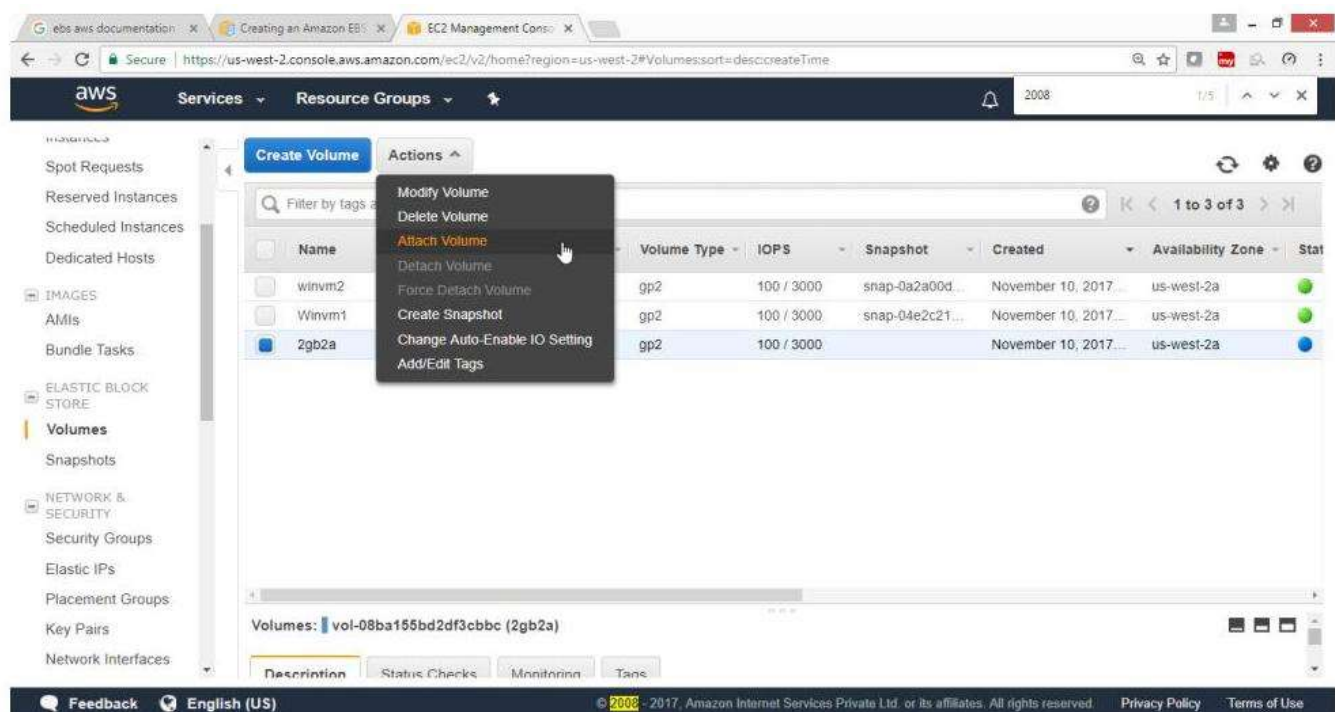 ebs aws documentation
Creating an Amazon EBS
EC2 Management Conso
Secure | https://us-west-2.console.aws.amazon.com/ec2/v2/home?region=us-west-2#Volumes:sort=desc:createTime
aws Services Resource Groups 2008 1/5
Instances
Spot Requests
Reserved Instances
Scheduled Instances
Dedicated Hosts
IMAGES
AMIs
Bundle Tasks
ELASTIC BLOCK
STORE
Volumes
Snapshots
NETWORK &
SECURITY
Security Groups
Elastic IPs
Placement Groups
Key Pairs
Network Interfaces
Create Volume Actions
Modify Volume
Delete Volume
Attach Volume
Detach Volume
Force Detach Volume
Create Snapshot
Change Auto-Enable IO Setting
Add/Edit Tags
Filter by tags a 1 to 3 of 3
Name Volume Type IOPS Snapshot Created Availability Zone Stat
winvm2 gp2 100 / 3000 snap-0a2a00d... November 10, 2017... us-west-2a
Winvm1 gp2 100 / 3000 snap-04e2c21... November 10, 2017... us-west-2a
2gb2a gp2 100 / 3000 November 10, 2017... us-west-2a
Volumes: vol-08ba155bd2df3cbbc (2gb2a)
Description Status Checks Monitoring Tags
Feedback English (US) © 2008 - 2017, Amazon Internet Services Private Ltd. or its affiliates. All rights reserved. Privacy Policy Terms of Use